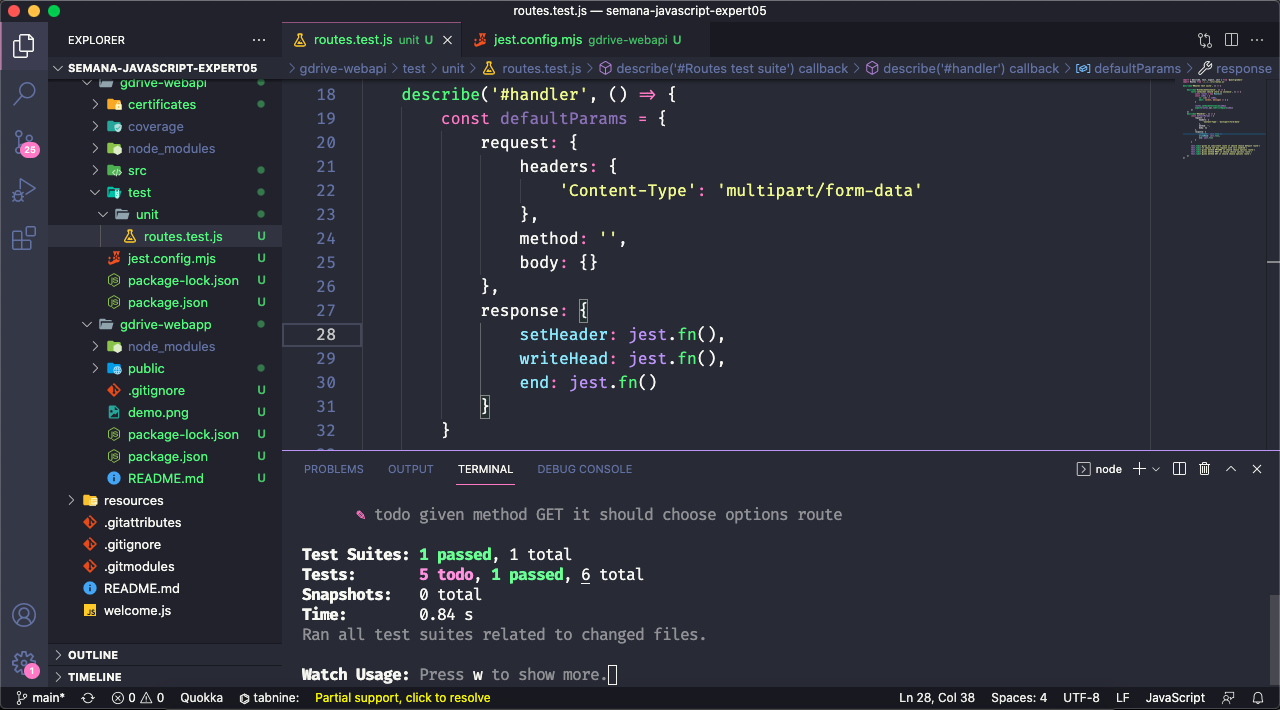 routes.test.js — semana-javascript-expert05
EXPLORER
routes.test.js unit U
jest.config.mjs gdrive-webapi U
SEMANA-JAVASCRIPT-EXPERT05
gdrive-webapi > test > unit > routes.test.js > describe('#Routes test suite') callback > describe('#handler') callback > defaultParams > response
gdrive-webapi
certificates
coverage
node_modules
src
test
unit
routes.test.js U
jest.config.mjs U
package-lock.json U
package.json U
gdrive-webapp
node_modules
public
.gitignore U
demo.png U
package-lock.json U
package.json U
README.md U
resources
.gitattributes
.gitignore
.gitmodules
README.md
welcome.js
OUTLINE
TIMELINE
25
1
18 describe('#handler', () => {
19 const defaultParams = {
20 request: {
21 headers: {
22 'Content-Type': 'multipart/form-data'
23 },
24 method: '',
25 body: {}
26 },
27 response: {
28 setHeader: jest.fn(),
29 writeHead: jest.fn(),
30 end: jest.fn()
31 }
32 }
PROBLEMS OUTPUT TERMINAL DEBUG CONSOLE
node
✎ todo given method GET it should choose options route
Test Suites: 1 passed, 1 total
Tests: 5 todo, 1 passed, 6 total
Snapshots: 0 total
Time: 0.84 s
Ran all test suites related to changed files.
Watch Usage: Press w to show more.
main* 0 0 Quokka tabnine: Partial support, click to resolve Ln 28, Col 38 Spaces: 4 UTF-8 LF JavaScript